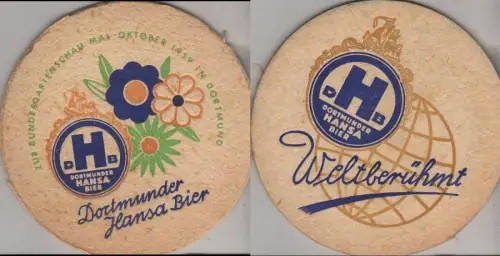 ZUR BUNDESGARTENSCHAU MAI-OKTOBER 1959 IN DORTMUND
H
D B
DORTMUNDER
HANSA
BIER
Dortmunder
Hansa Bier
H
D B
DORTMUNDER
HANSA
BIER
Weltberühmt